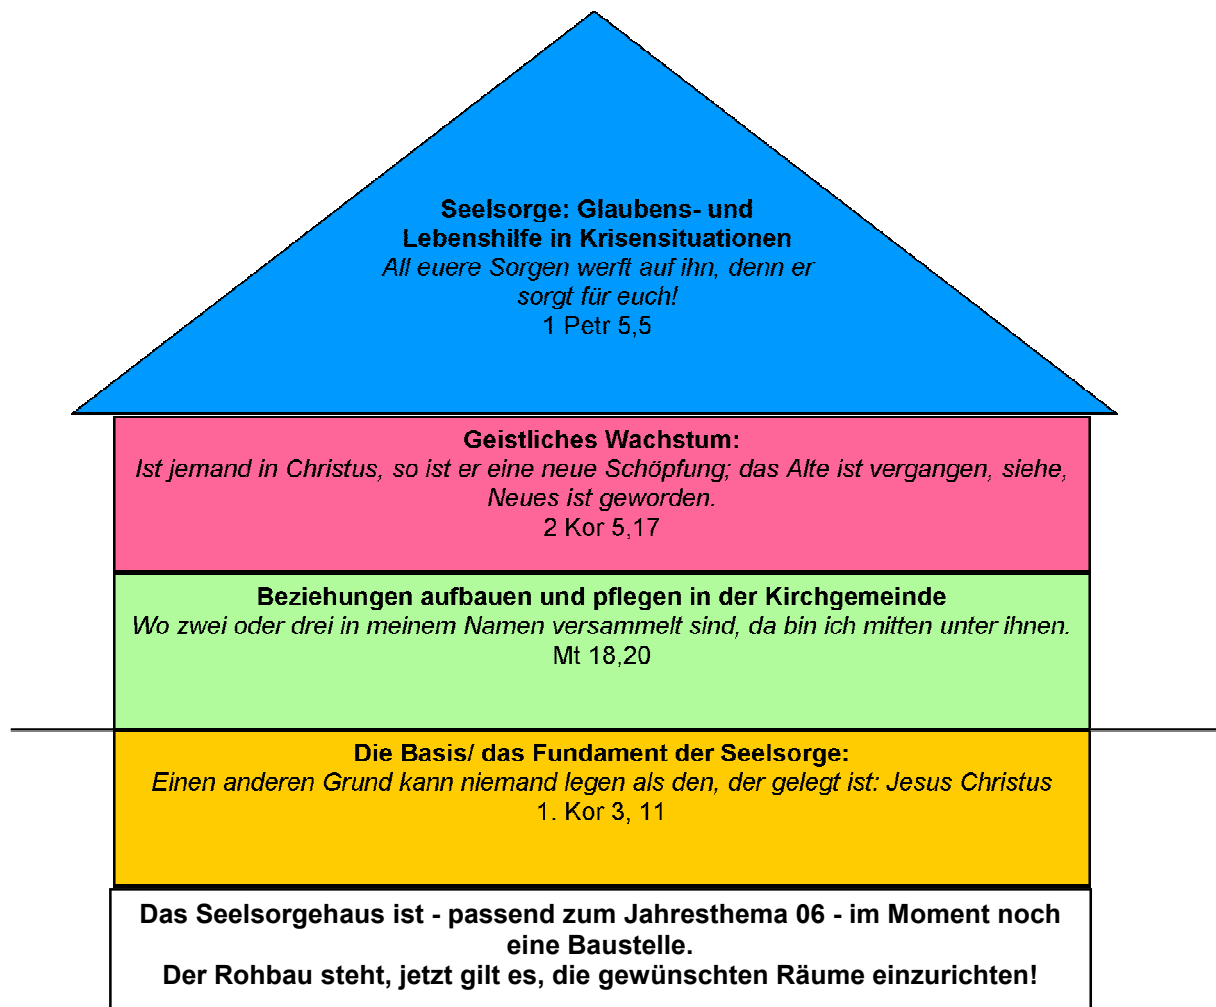 Seelsorge: Glaubens- und
Lebenshilfe in Krisensituationen
All euere Sorgen werft auf ihn, denn er
sorgt für euch!
1 Petr 5,5
Geistliches Wachstum:
Ist jemand in Christus, so ist er eine neue Schöpfung; das Alte ist vergangen, siehe,
Neues ist geworden.
2 Kor 5,17
Beziehungen aufbauen und pflegen in der Kirchgemeinde
Wo zwei oder drei in meinem Namen versammelt sind, da bin ich mitten unter ihnen.
Mt 18,20
Die Basis/ das Fundament der Seelsorge:
Einen anderen Grund kann niemand legen als den, der gelegt ist: Jesus Christus
1. Kor 3, 11
Das Seelsorgehaus ist - passend zum Jahresthema 06 - im Moment noch
eine Baustelle.
Der Rohbau steht, jetzt gilt es, die gewünschten Räume einzurichten!